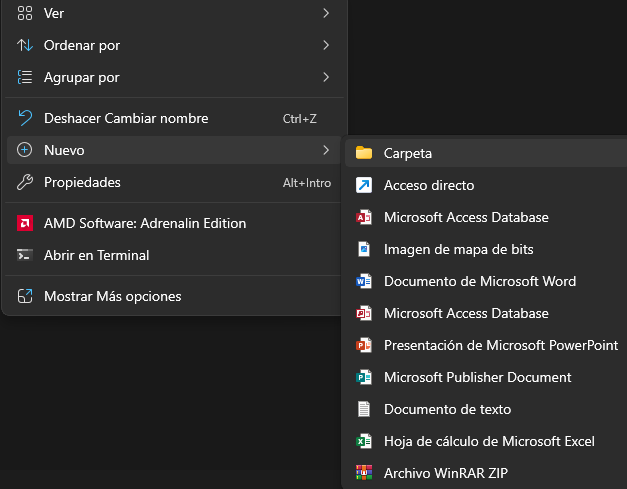 Ver
Ordenar por
Agrupar por
Deshacer Cambiar nombre Ctrl+Z
Nuevo
Propiedades Alt+Intro
AMD Software: Adrenalin Edition
Abrir en Terminal
Mostrar Más opciones
Carpeta
Acceso directo
Microsoft Access Database
Imagen de mapa de bits
Documento de Microsoft Word
Microsoft Access Database
Presentación de Microsoft PowerPoint
Microsoft Publisher Document
Documento de texto
Hoja de cálculo de Microsoft Excel
Archivo WinRAR ZIP